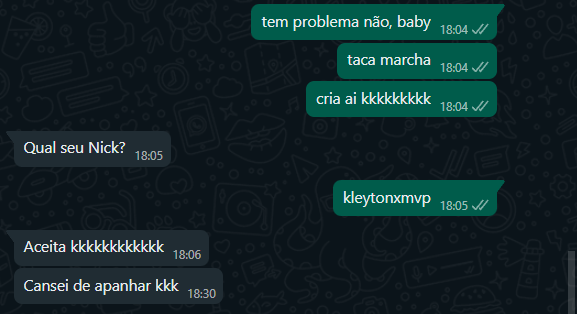 tem problema não, baby 18:04
taca marcha 18:04
cria ai kkkkkkkkk 18:04
Qual seu Nick? 18:05
kleytonxmvp 18:05
Aceita kkkkkkkkkkkk 18:06
Cansei de apanhar kkk 18:30